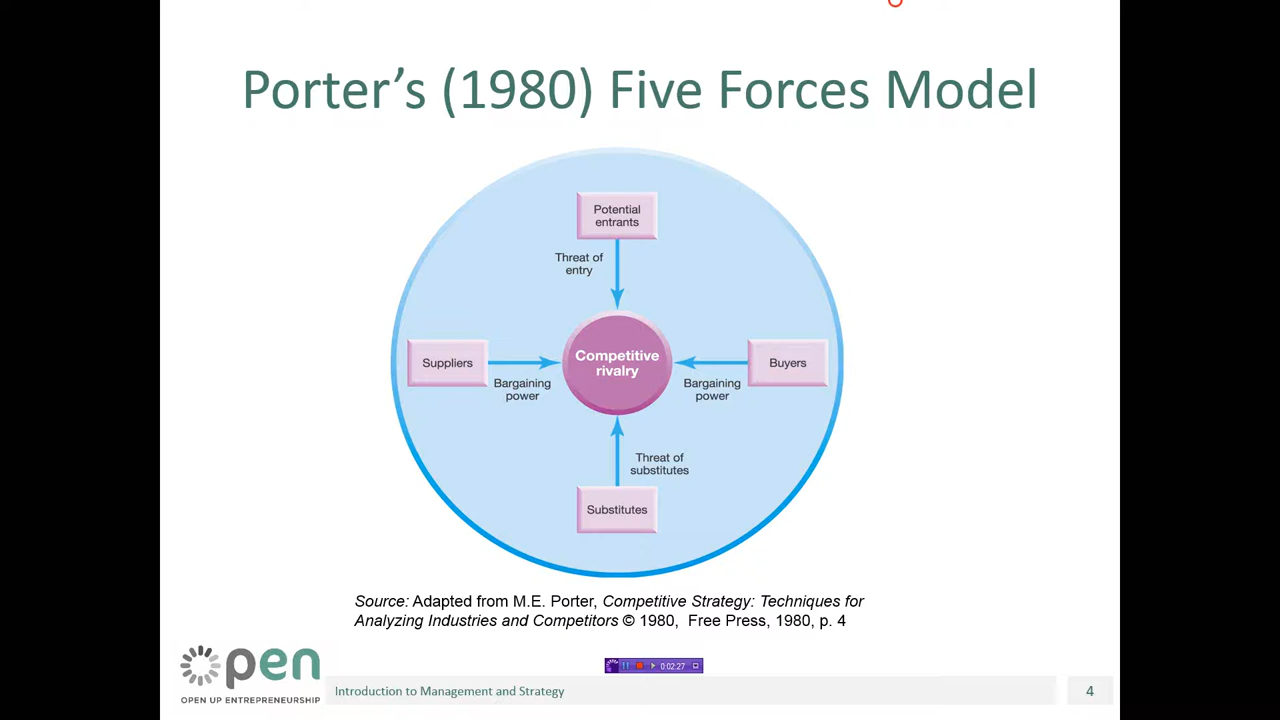 Porter’s (1980) Five Forces Model
Potential
entrants
Threat of
entry
Suppliers
Bargaining
power
Competitive
rivalry
Buyers
Bargaining
power
Threat of
substitutes
Substitutes
Source: Adapted from M.E. Porter, Competitive Strategy: Techniques for
Analyzing Industries and Competitors © 1980, Free Press, 1980, p. 4
open
OPEN UP ENTREPRENEURSHIP
0:02:27
Introduction to Management and Strategy
4